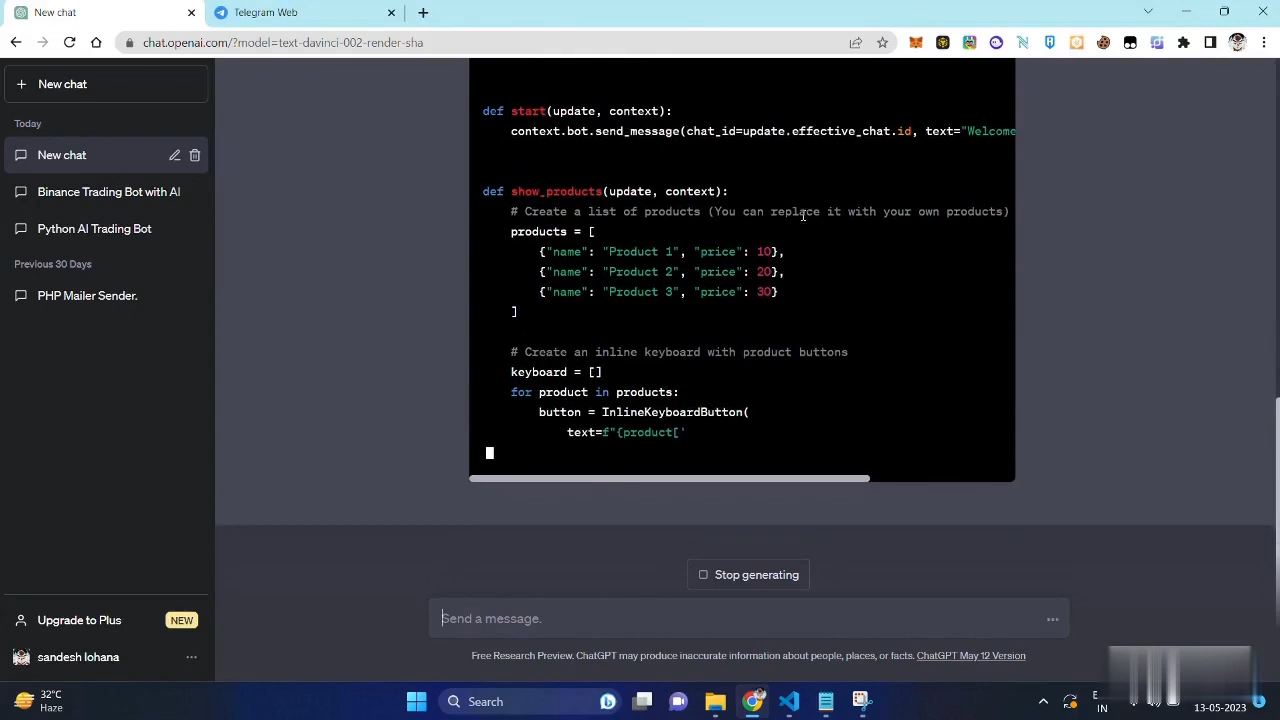 New chat
Telegram Web
chat.openai.com/?model=text-davinci-002-render-sha
New chat
Today
New chat
Binance Trading Bot with AI
Python AI Trading Bot
Previous 30 Days
PHP Mailer Sender.
Upgrade to Plus NEW
sandesh lohana
def start(update, context):
context.bot.send_message(chat_id=update.effective_chat.id, text="Welcome
def show_products(update, context):
# Create a list of products (You can replace it with your own products)
products = [
{"name": "Product 1", "price": 10},
{"name": "Product 2", "price": 20},
{"name": "Product 3", "price": 30}
]
# Create an inline keyboard with product buttons
keyboard = []
for product in products:
button = InlineKeyboardButton(
text=f"{product['
Stop generating
Send a message.
Free Research Preview. ChatGPT may produce inaccurate information about people, places, or facts. ChatGPT May 12 Version
32°C
Haze
Search
IN
13-05-2023